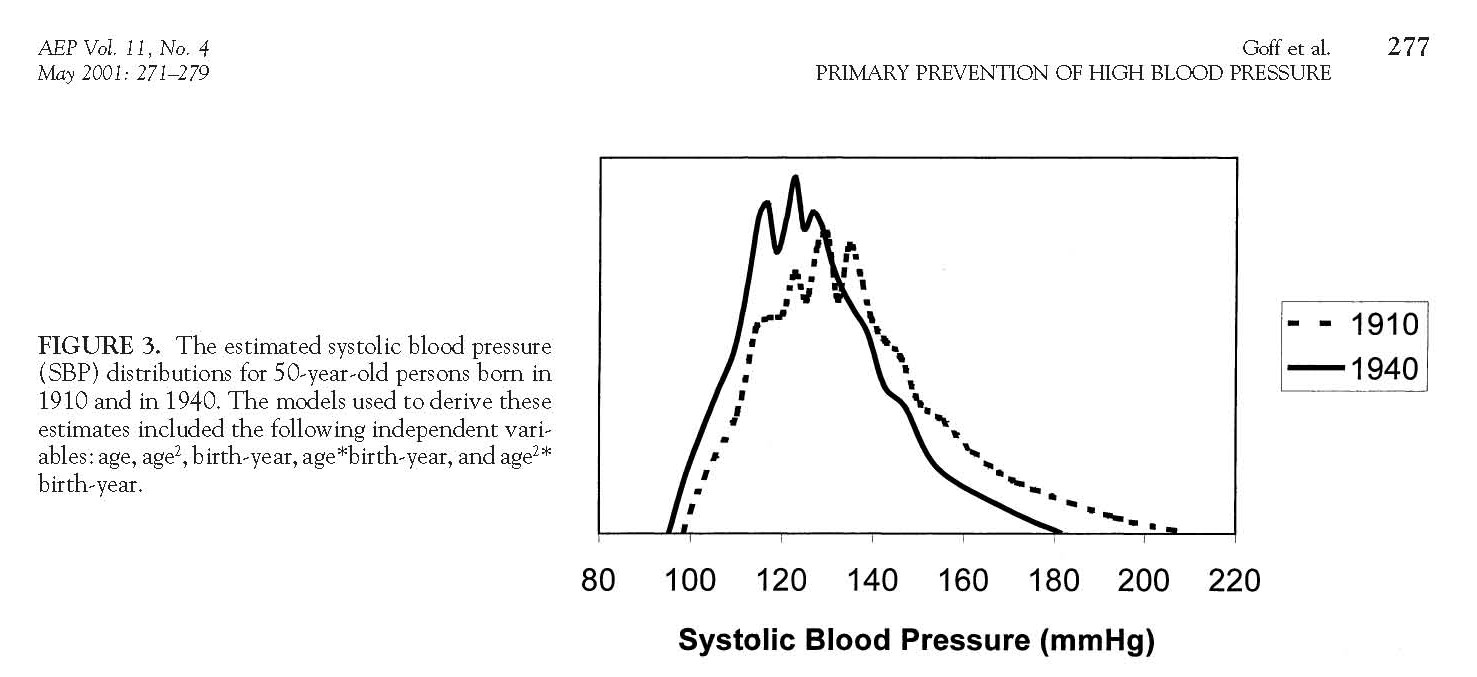 AEP Vol. 11, No. 4
May 2001: 271–279
Goff et al. 277
PRIMARY PREVENTION OF HIGH BLOOD PRESSURE
FIGURE 3. The estimated systolic blood pressure
(SBP) distributions for 50-year-old persons born in
1910 and in 1940. The models used to derive these
estimates included the following independent vari-
ables: age, age², birth-year, age*birth-year, and age²*
birth-year.
1910
1940
80 100 120 140 160 180 200 220
Systolic Blood Pressure (mmHg)